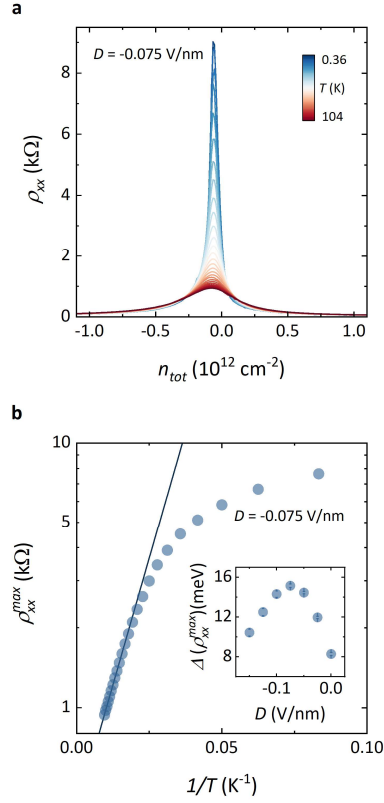 a
D = -0.075 V/nm
0.36
T (K)
104
8
6
4
2
0
ρxx (kΩ)
-1.0 -0.5 0.0 0.5 1.0
ntot (10¹² cm⁻²)
b
10
5
1
ρxx^max (kΩ)
D = -0.075 V/nm
16
12
8
Δ (ρxx^max)(meV)
-0.1 0.0
D (V/nm)
0.00 0.05 0.10
1/T (K⁻¹)